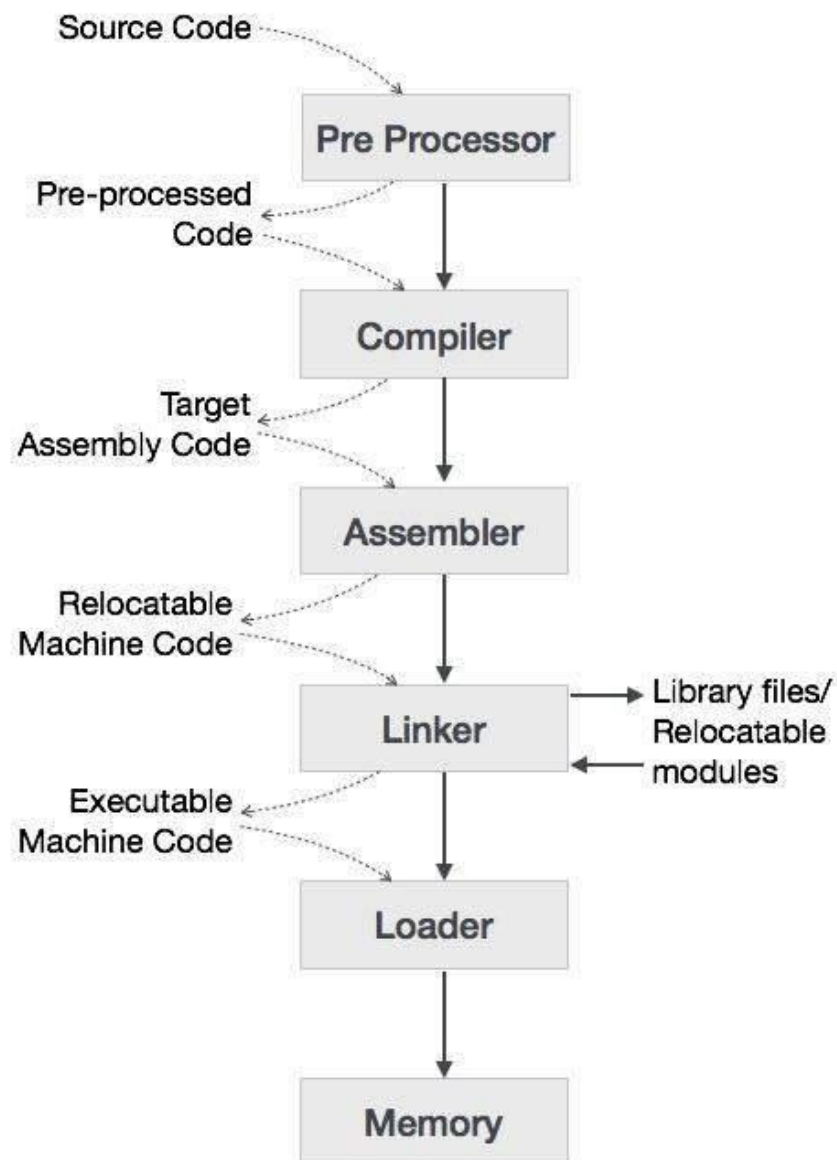 Source Code
Pre Processor
Pre-processed
Code
Compiler
Target
Assembly Code
Assembler
Relocatable
Machine Code
Linker
Library files/
Relocatable
modules
Executable
Machine Code
Loader
Memory